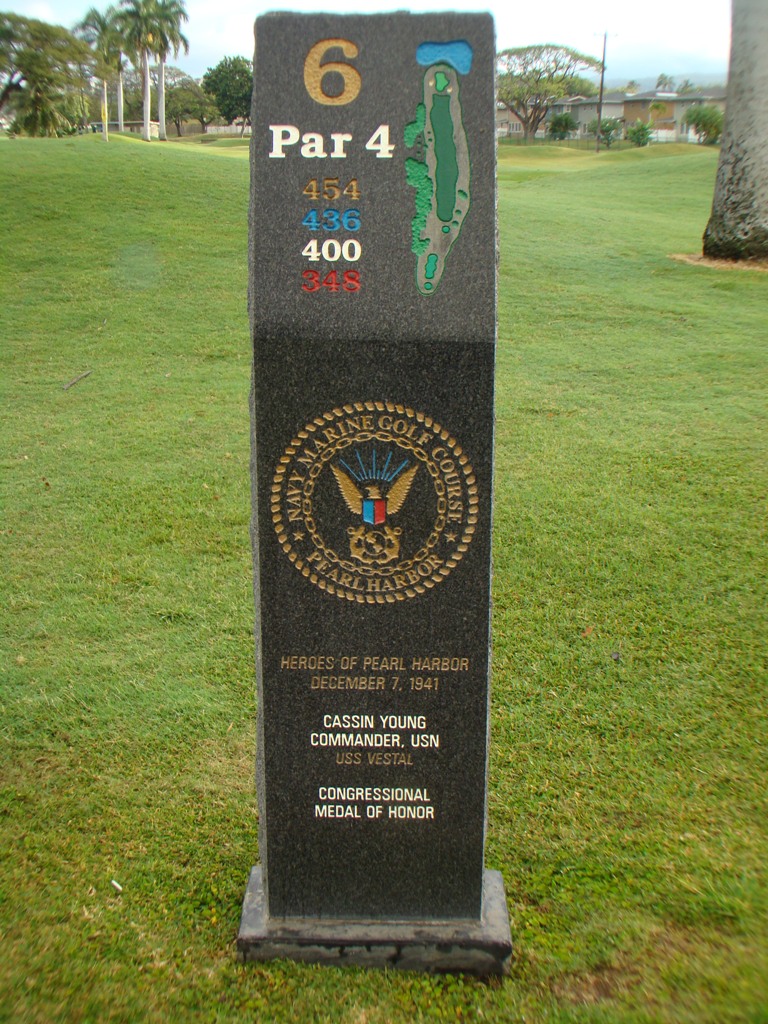 6
Par 4
454
436
400
348
NAVY MARINE GOLF COURSE
PEARL HARBOR
HEROES OF PEARL HARBOR
DECEMBER 7, 1941
CASSIN YOUNG
COMMANDER, USN
USS VESTAL
CONGRESSIONAL
MEDAL OF HONOR